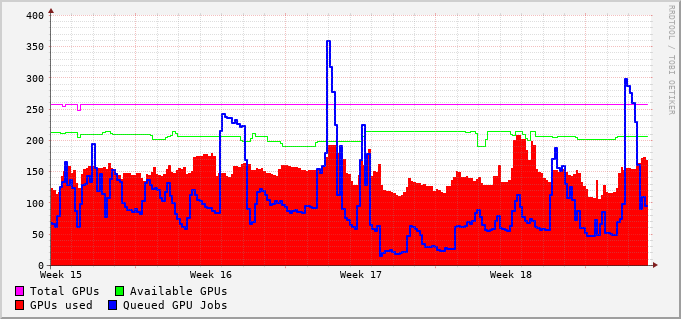 400
350
300
250
200
150
100
50
0
Week 15 Week 16 Week 17 Week 18
Total GPUs Available GPUs
GPUs used Queued GPU Jobs
RRDTOOL / TOBI OETIKER